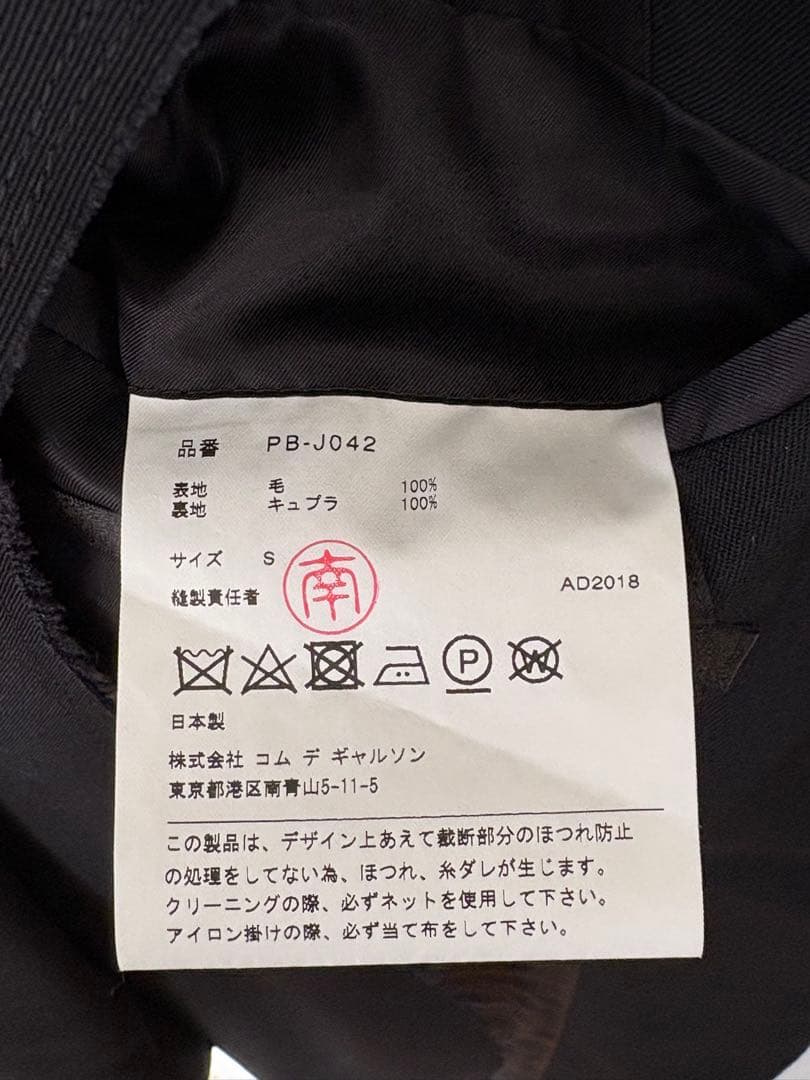 品番 PB-J042
表地 毛 100%
裏地 キュプラ 100%
サイズ S
南
縫製責任者
AD2018
P
W
日本製
株式会社 コム デ ギャルソン
東京都港区南青山5-11-5
この製品は、デザイン上あえて裁断部分のほつれ防止
の処理をしてない為、ほつれ、糸ダレが生じます。
クリーニングの際、必ずネットを使用して下さい。
アイロン掛けの際、必ず当て布をして下さい。